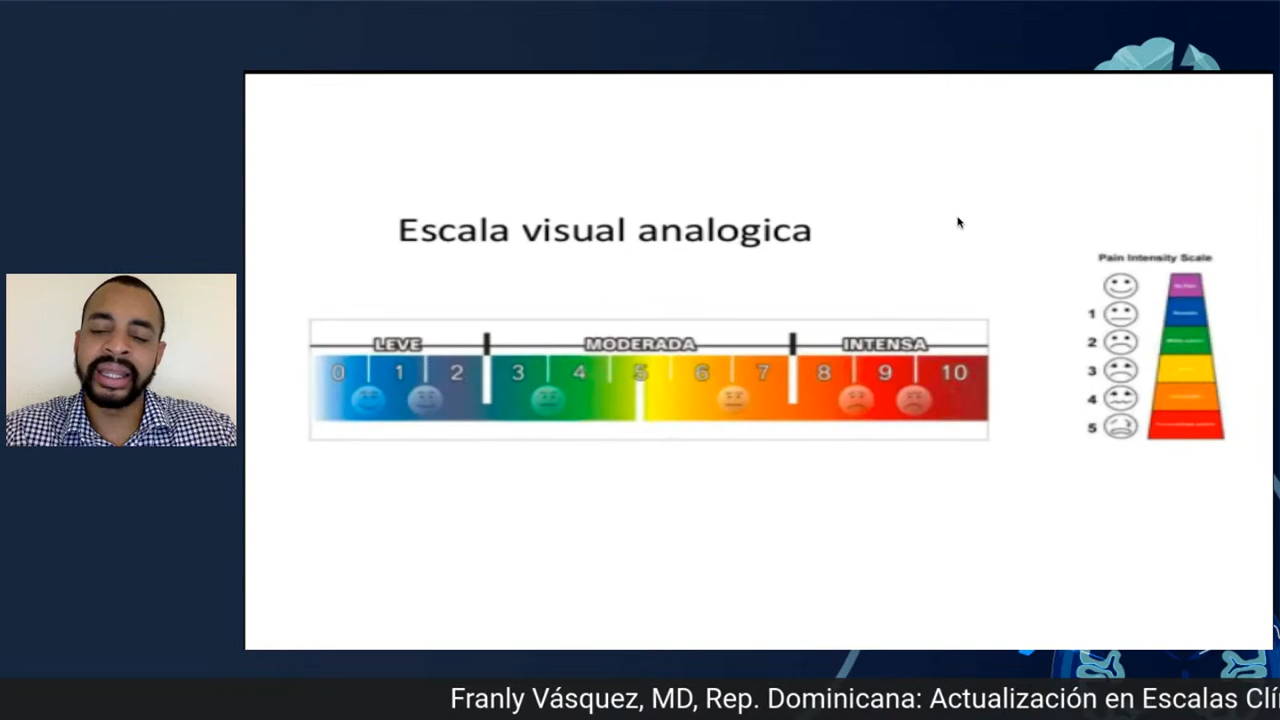 Escala visual analogica
LEVE MODERADA INTENSA
0 1 2 3 4 5 6 7 8 9 10
Pain Intensity Scale
1
2
3
4
5
Franly Vásquez, MD, Rep. Dominicana: Actualización en Escalas Clí